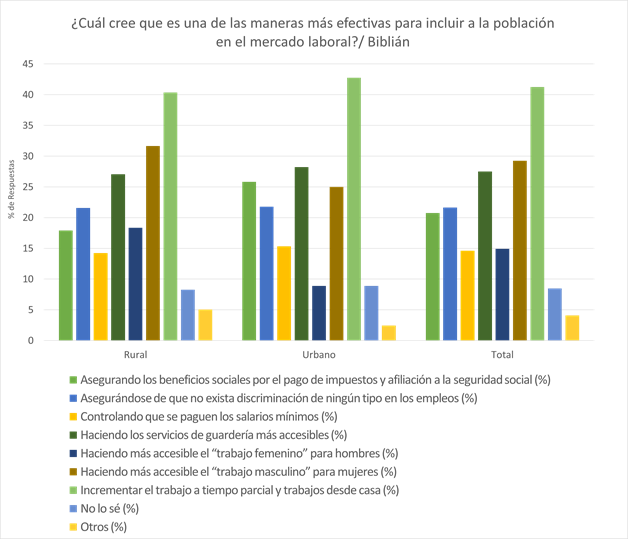 ¿Cuál cree que es una de las maneras más efectivas para incluir a la población
en el mercado laboral?/ Biblián
45
40
35
30
25
20
15
10
5
0
% de Respuestas
Rural
Urbano
Total
Asegurando los beneficios sociales por el pago de impuestos y afiliación a la seguridad social (%)
Asegurándose de que no exista discriminación de ningún tipo en los empleos (%)
Controlando que se paguen los salarios mínimos (%)
Haciendo los servicios de guardería más accesibles (%)
Haciendo más accesible el “trabajo femenino” para hombres (%)
Haciendo más accesible el “trabajo masculino” para mujeres (%)
Incrementar el trabajo a tiempo parcial y trabajos desde casa (%)
No lo sé (%)
Otros (%)